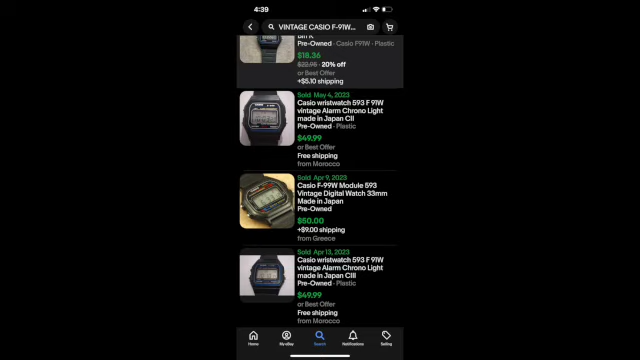 4:39
VINTAGE CASIO F-91W...
Pre-Owned · Casio F91W · Plastic
$18.36
$22.95 · 20% off
or Best Offer
+$5.10 shipping
Sold May 4, 2023
Casio wristwatch 593 F 91W
vintage Alarm Chrono Light
made in Japan CII
Pre-Owned · Plastic
$49.99
or Best Offer
Free shipping
from Morocco
Sold Apr 9, 2023
Casio F-99W Module 593
Vintage Digital Watch 33mm
Made in Japan
Pre-Owned
$50.00
+$9.00 shipping
from Greece
Sold Apr 13, 2023
Casio wristwatch 593 F 91W
vintage Alarm Chrono Light
made in Japan CIII
Pre-Owned · Plastic
$49.99
or Best Offer
Free shipping
from Morocco
Home
My eBay
Search
Notifications
Selling